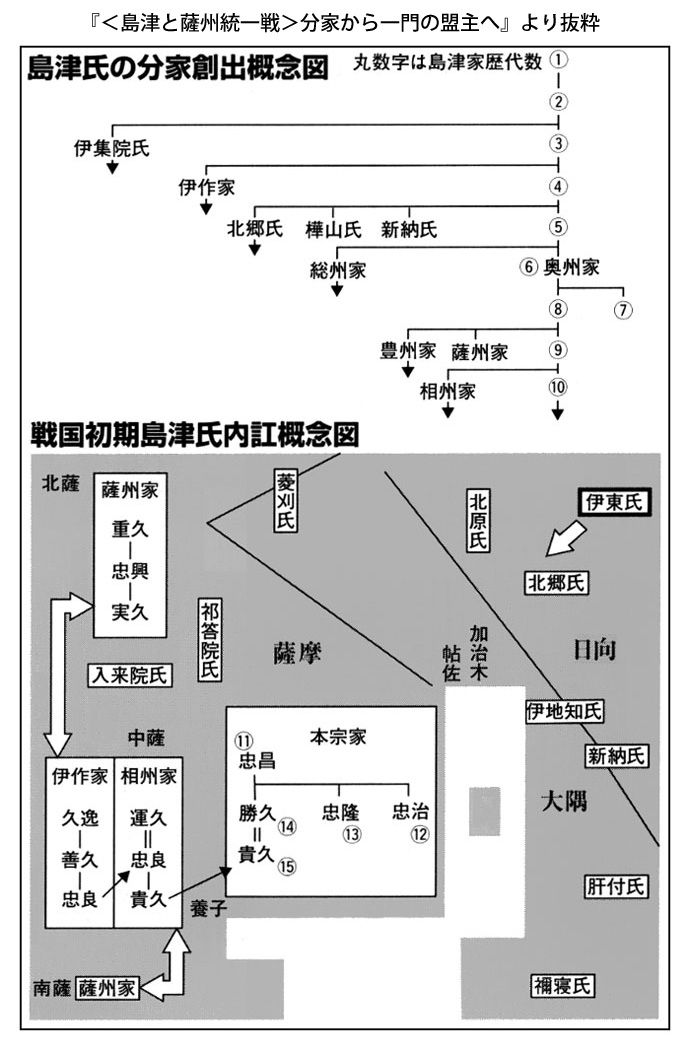 『<島津と薩州統一戦>分家から一門の盟主へ』より抜粋
島津氏の分家創出概念図
丸数字は島津家歴代数
①
②
伊集院氏
③
伊作家
④
北郷氏
樺山氏
新納氏
⑤
総州家
⑥奥州家
⑧
⑦
豊州家
薩州家
⑨
相州家
⑩
戦国初期島津氏内訌概念図
北薩
薩州家
重久
忠興
実久
菱刈氏
北原氏
伊東氏
北郷氏
祁答院氏
薩摩
加治木
帖佐
日向
入来院氏
伊地知氏
新納氏
大隅
中薩
伊作家
久逸
善久
忠良
相州家
運久
忠良
貴久
養子
本宗家
⑪
忠昌
勝久
⑭
貴久
⑮
忠隆
⑬
忠治
⑫
肝付氏
禰寝氏
南薩
薩州家